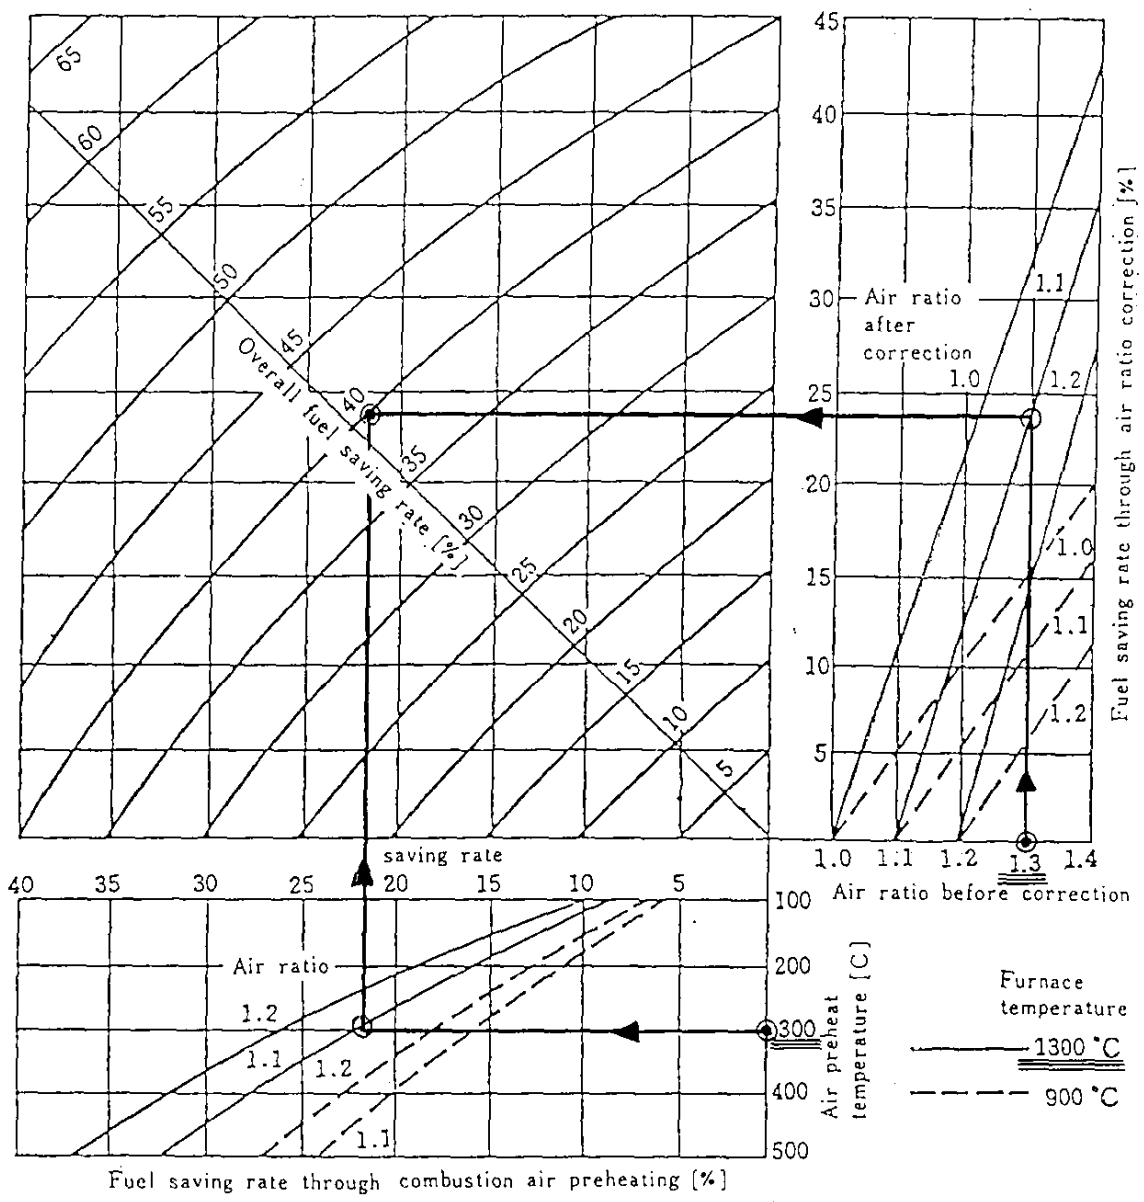 65
60
55
50
45
40
35
30
25
20
15
10
5
Overall fuel saving rate [%]
45
40
35
30
25
20
15
10
5
Air ratio
after
correction
1.0
1.1
1.2
1.0
1.1
1.2
Fuel saving rate through air ratio correction [%]
1.0 1.1 1.2 1.3 1.4
Air ratio before correction
saving rate
40 35 30 25 20 15 10 5
100
200
300
400
500
Air ratio
1.2
1.1
1.2
1.1
Air preheat
temperature [C]
Furnace
temperature
1300 °C
900 °C
Fuel saving rate through combustion air preheating [%]